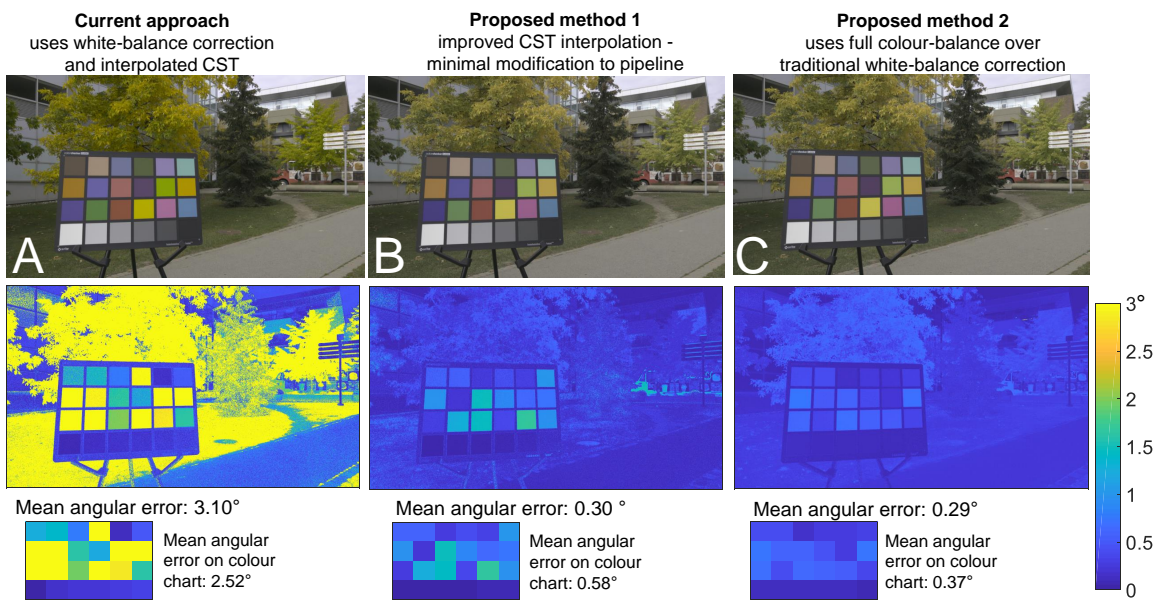 Current approach
uses white-balance correction
and interpolated CST
Proposed method 1
improved CST interpolation -
minimal modification to pipeline
Proposed method 2
uses full colour-balance over
traditional white-balance correction
A
B
C
3°
2.5
2
1.5
1
0.5
0
Mean angular error: 3.10°
Mean angular
error on colour
chart: 2.52°
Mean angular error: 0.30 °
Mean angular
error on colour
chart: 0.58°
Mean angular error: 0.29°
Mean angular
error on colour
chart: 0.37°